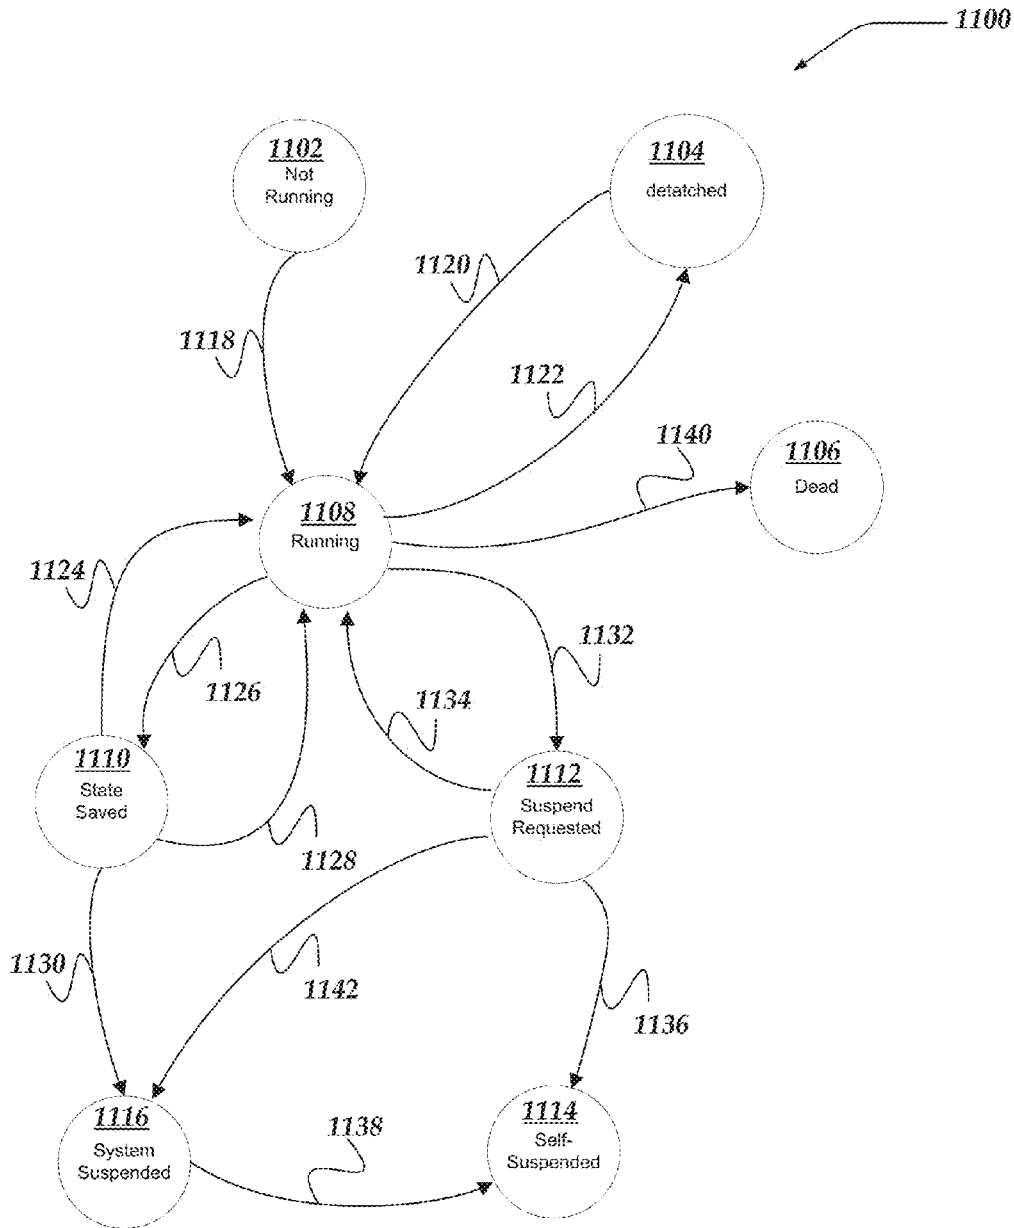 1100
1102
Not
Running
1104
detatched
1120
1118
1122
1140
1106
Dead
1108
Running
1124
1132
1126
1134
1110
State
Saved
1112
Suspend
Requested
1128
1130
1142
1136
1116
System
Suspended
1138
1114
Self-
Suspended